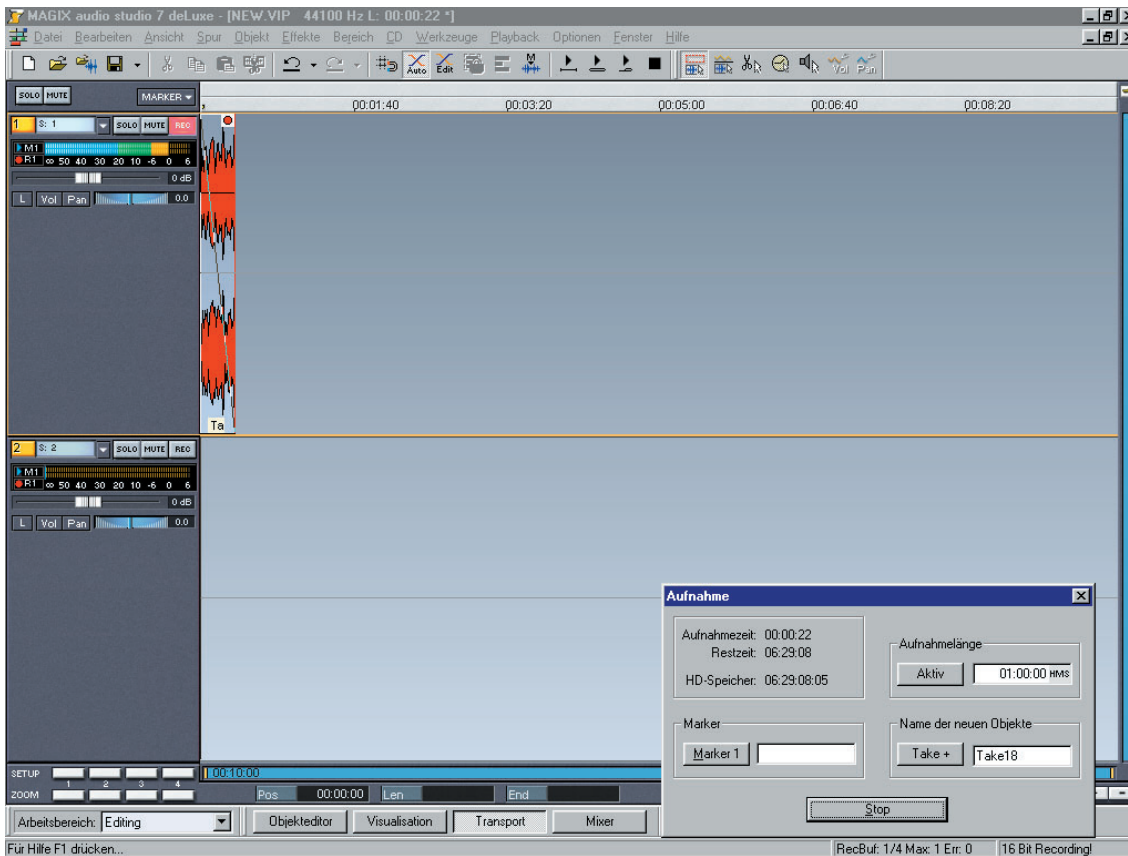 MAGIX audio studio 7 deLuxe - [NEW.VIP 44100 Hz L: 00:00:22 *]
Datei Bearbeiten Ansicht Spur Objekt Effekte Bereich CD Werkzeuge Playback Optionen Fenster Hilfe
Auto Edit M Vol Pan
SOLO MUTE MARKER
00:01:40 00:03:20 00:05:00 00:06:40 00:08:20
1 S: 1 SOLO MUTE REC
M1
R1 ∞ 50 40 30 20 10 -6 0 6
0 dB
L Vol Pan 0.0
Ta
2 S: 2 SOLO MUTE REC
M1
R1 ∞ 50 40 30 20 10 -6 0 6
0 dB
L Vol Pan 0.0
Aufnahme
Aufnahmezeit: 00:00:22
Restzeit: 06:29:08
HD-Speicher: 06:29:08:05
Aufnahmelänge
Aktiv 01:00:00 HMS
Marker
Marker 1
Name der neuen Objekte
Take + Take18
Stop
SETUP
1 2 3 4
ZOOM
00:10:00
Pos 00:00:00 Len End
Arbeitsbereich: Editing Objekteditor Visualisation Transport Mixer
Für Hilfe F1 drücken... RecBuf: 1/4 Max: 1 Err: 0 16 Bit Recording!